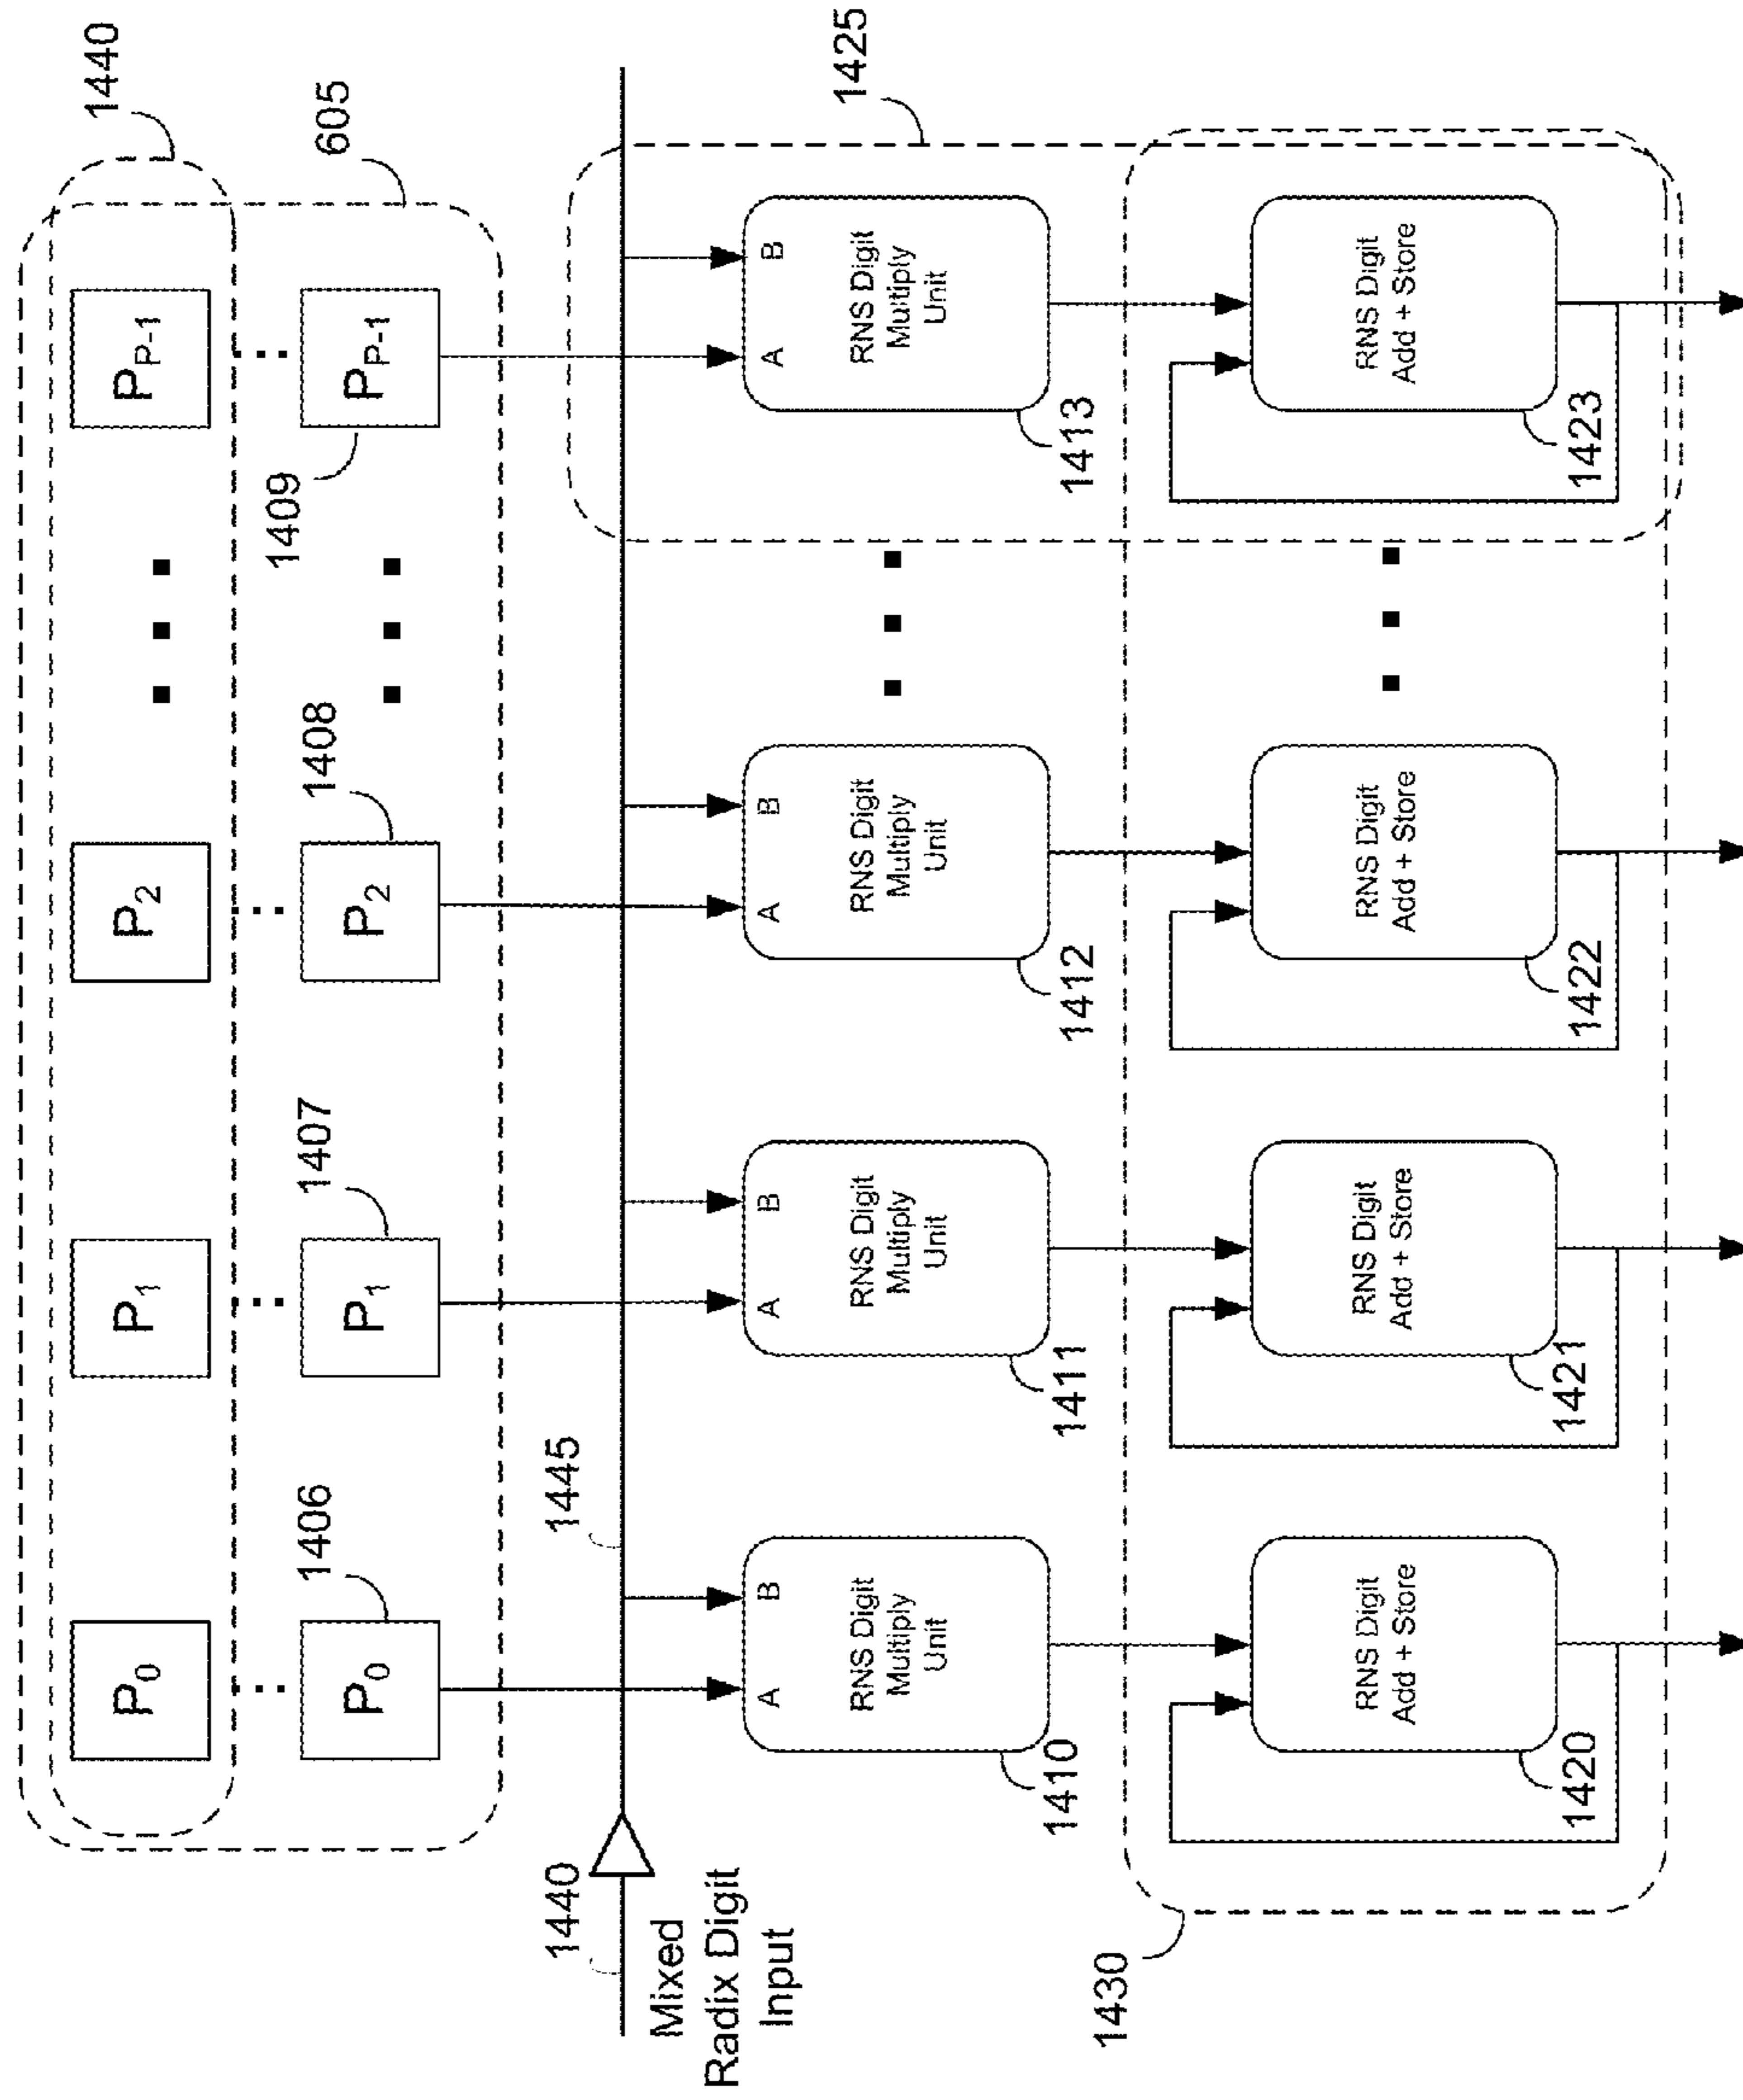 1440
605
P0 P1 P2 PP-1
P0 P1 P2 PP-1
1406 1407 1408 1409
1440
1445
Mixed
Radix Digit
Input
1425
A B A B A B A B
RNS Digit
Multiply
Unit
RNS Digit
Multiply
Unit
RNS Digit
Multiply
Unit
RNS Digit
Multiply
Unit
1410 1411 1412 1413
RNS Digit
Add + Store
RNS Digit
Add + Store
RNS Digit
Add + Store
RNS Digit
Add + Store
1420 1421 1422 1423
1430